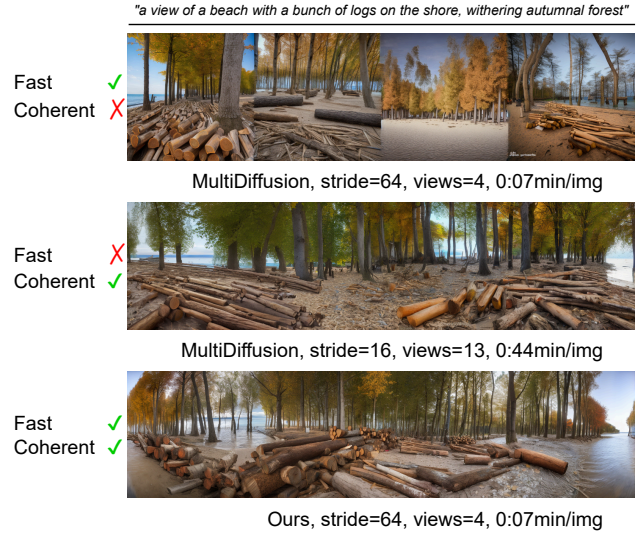 "a view of a beach with a bunch of logs on the shore, withering autumnal forest"
Fast ✓
Coherent ✗
MultiDiffusion, stride=64, views=4, 0:07min/img
Fast ✗
Coherent ✓
MultiDiffusion, stride=16, views=13, 0:44min/img
Fast ✓
Coherent ✓
Ours, stride=64, views=4, 0:07min/img